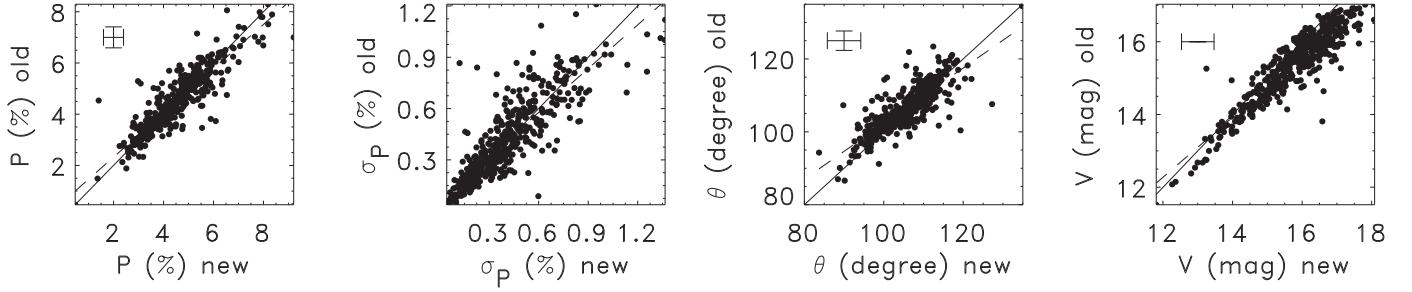 P (%) old
8
6
4
2
2 4 6 8
P (%) new
σP (%) old
1.2
0.9
0.6
0.3
0.3 0.6 0.9 1.2
σP (%) new
θ (degree) old
120
100
80
80 100 120
θ (degree) new
V (mag) old
16
14
12
12 14 16 18
V (mag) new